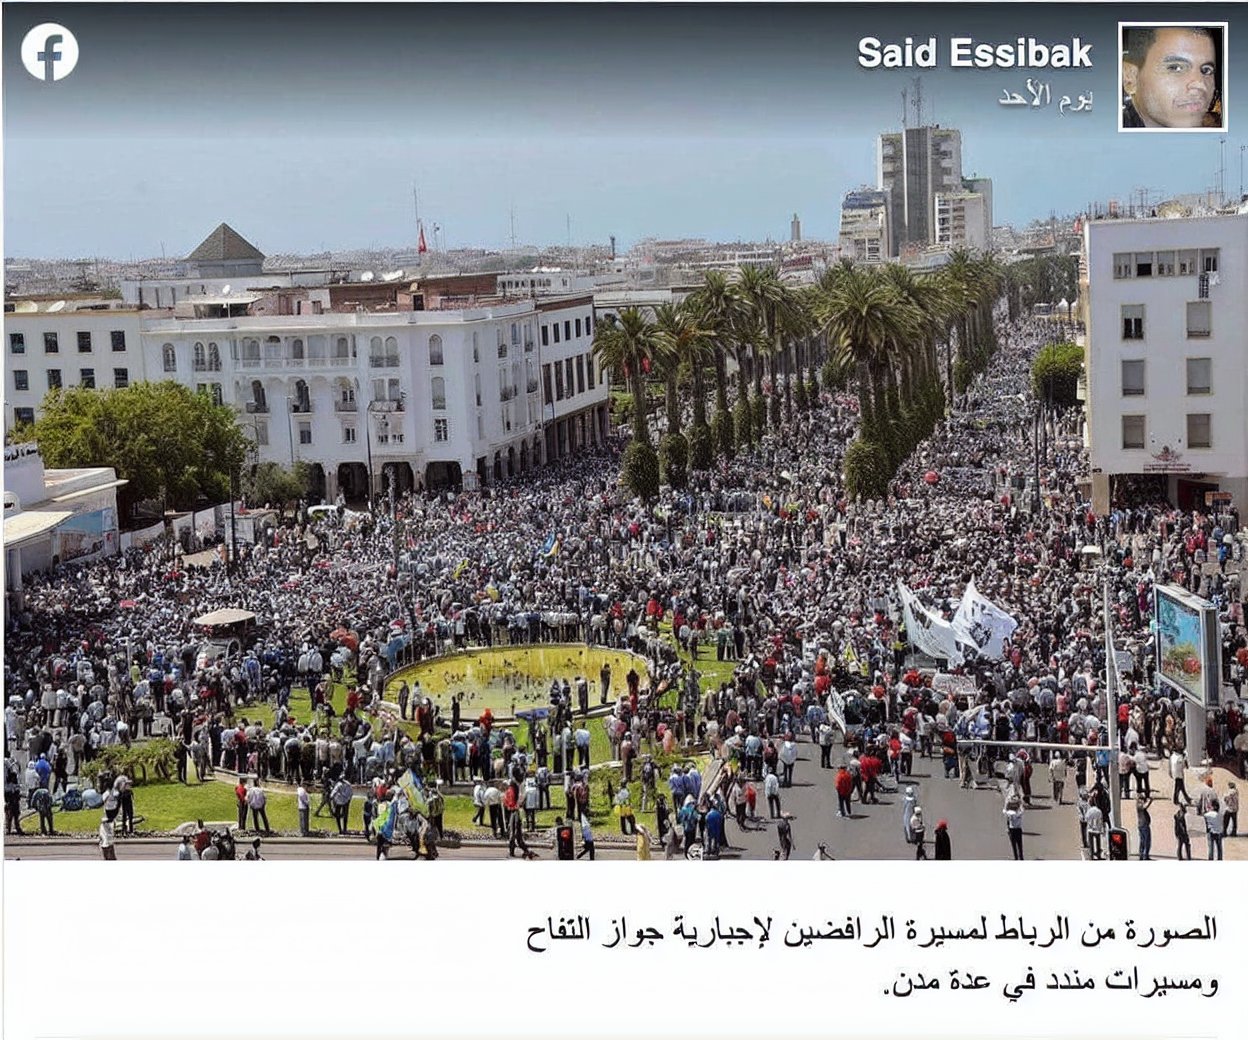 Said Essibak
يوم الأحد
الصورة من الرباط لمسيرة الرافضين لإجبارية جواز التفاح
ومسيرات مندد في عدة مدن.